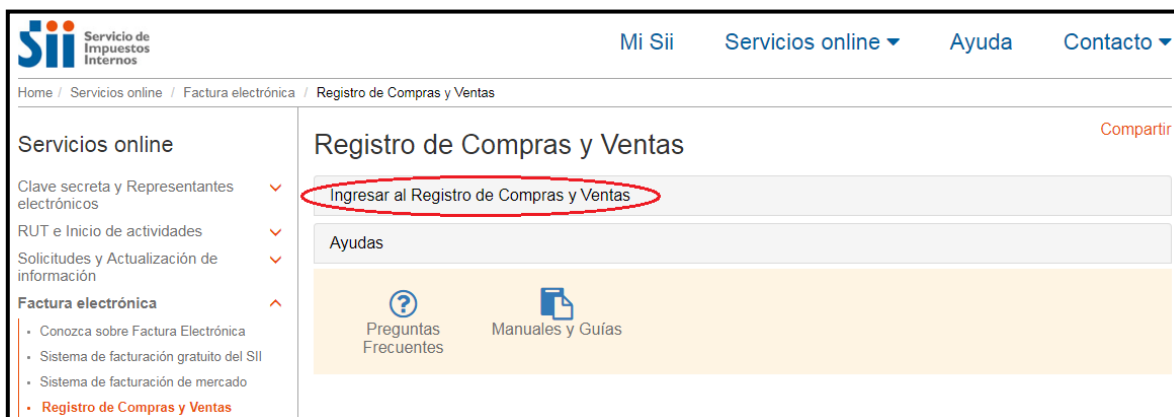 Sii Servicio de
Impuestos
Internos
Mi Sii Servicios online Ayuda Contacto
Home / Servicios online / Factura electrónica / Registro de Compras y Ventas
Compartir
Servicios online
Clave secreta y Representantes
electrónicos
RUT e Inicio de actividades
Solicitudes y Actualización de
información
Factura electrónica
Conozca sobre Factura Electrónica
Sistema de facturación gratuito del SII
Sistema de facturación de mercado
Registro de Compras y Ventas
Registro de Compras y Ventas
Ingresar al Registro de Compras y Ventas
Ayudas
Preguntas
Frecuentes
Manuales y Guías